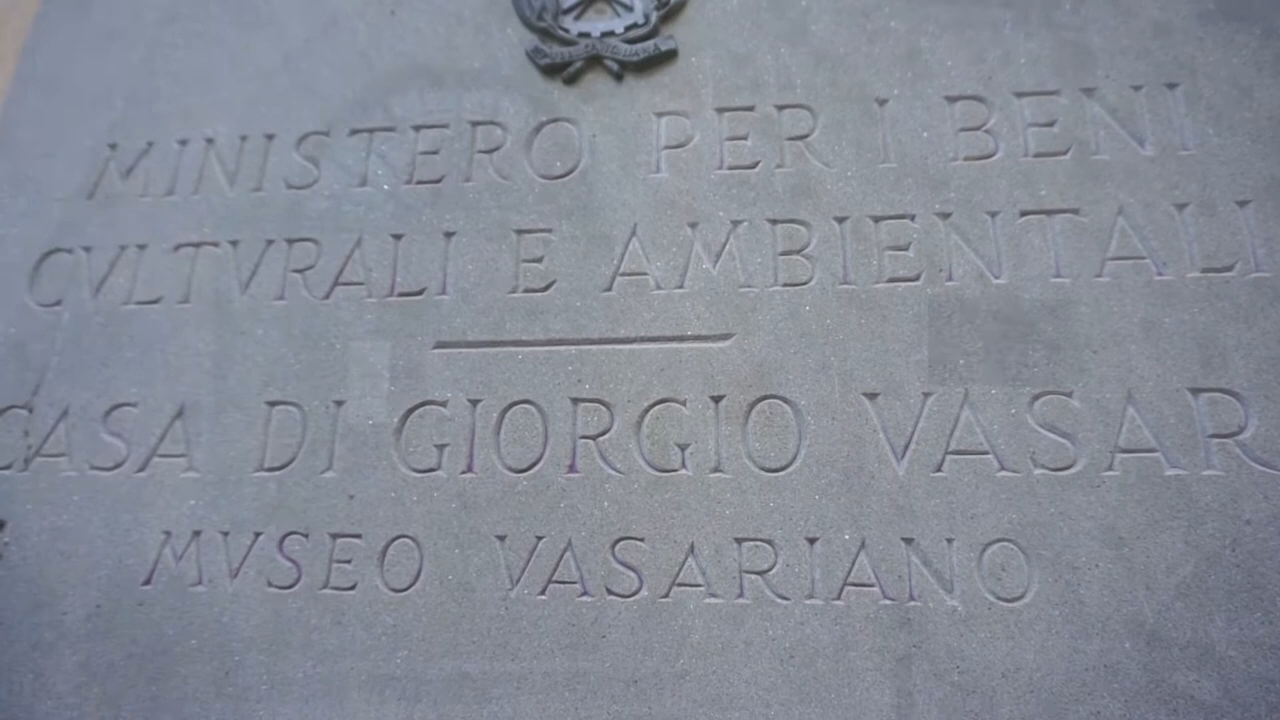 MINISTERO PER I BENI
CVLTVRALI E AMBIENTALI
CASA DI GIORGIO VASAR
MVSEO VASARIANO